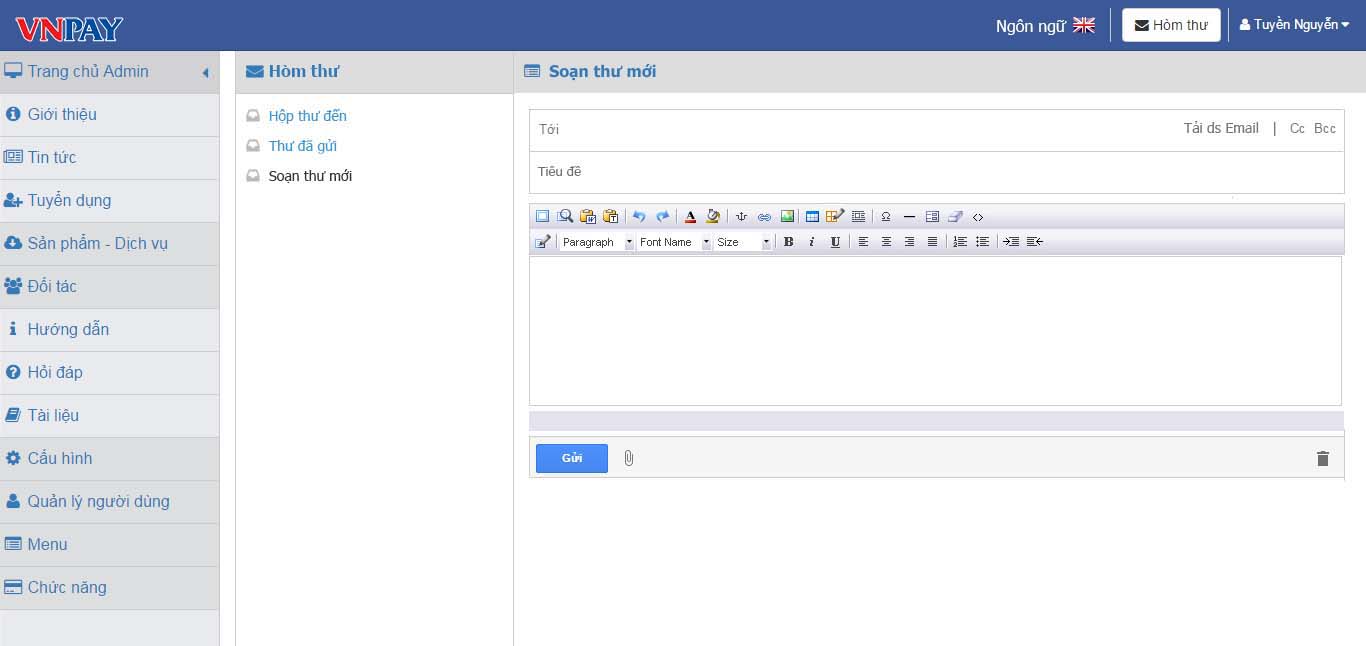 VNPAY
Ngôn ngữ
Hòm thư
Tuyền Nguyễn
Trang chủ Admin
Giới thiệu
Tin tức
Tuyển dụng
Sản phẩm - Dịch vụ
Đối tác
Hướng dẫn
Hỏi đáp
Tài liệu
Cấu hình
Quản lý người dùng
Menu
Chức năng
Hòm thư
Hộp thư đến
Thư đã gửi
Soạn thư mới
Soạn thư mới
Tới Tải ds Email | Cc Bcc
Tiêu đề
Paragraph Font Name Size B i U
Gửi